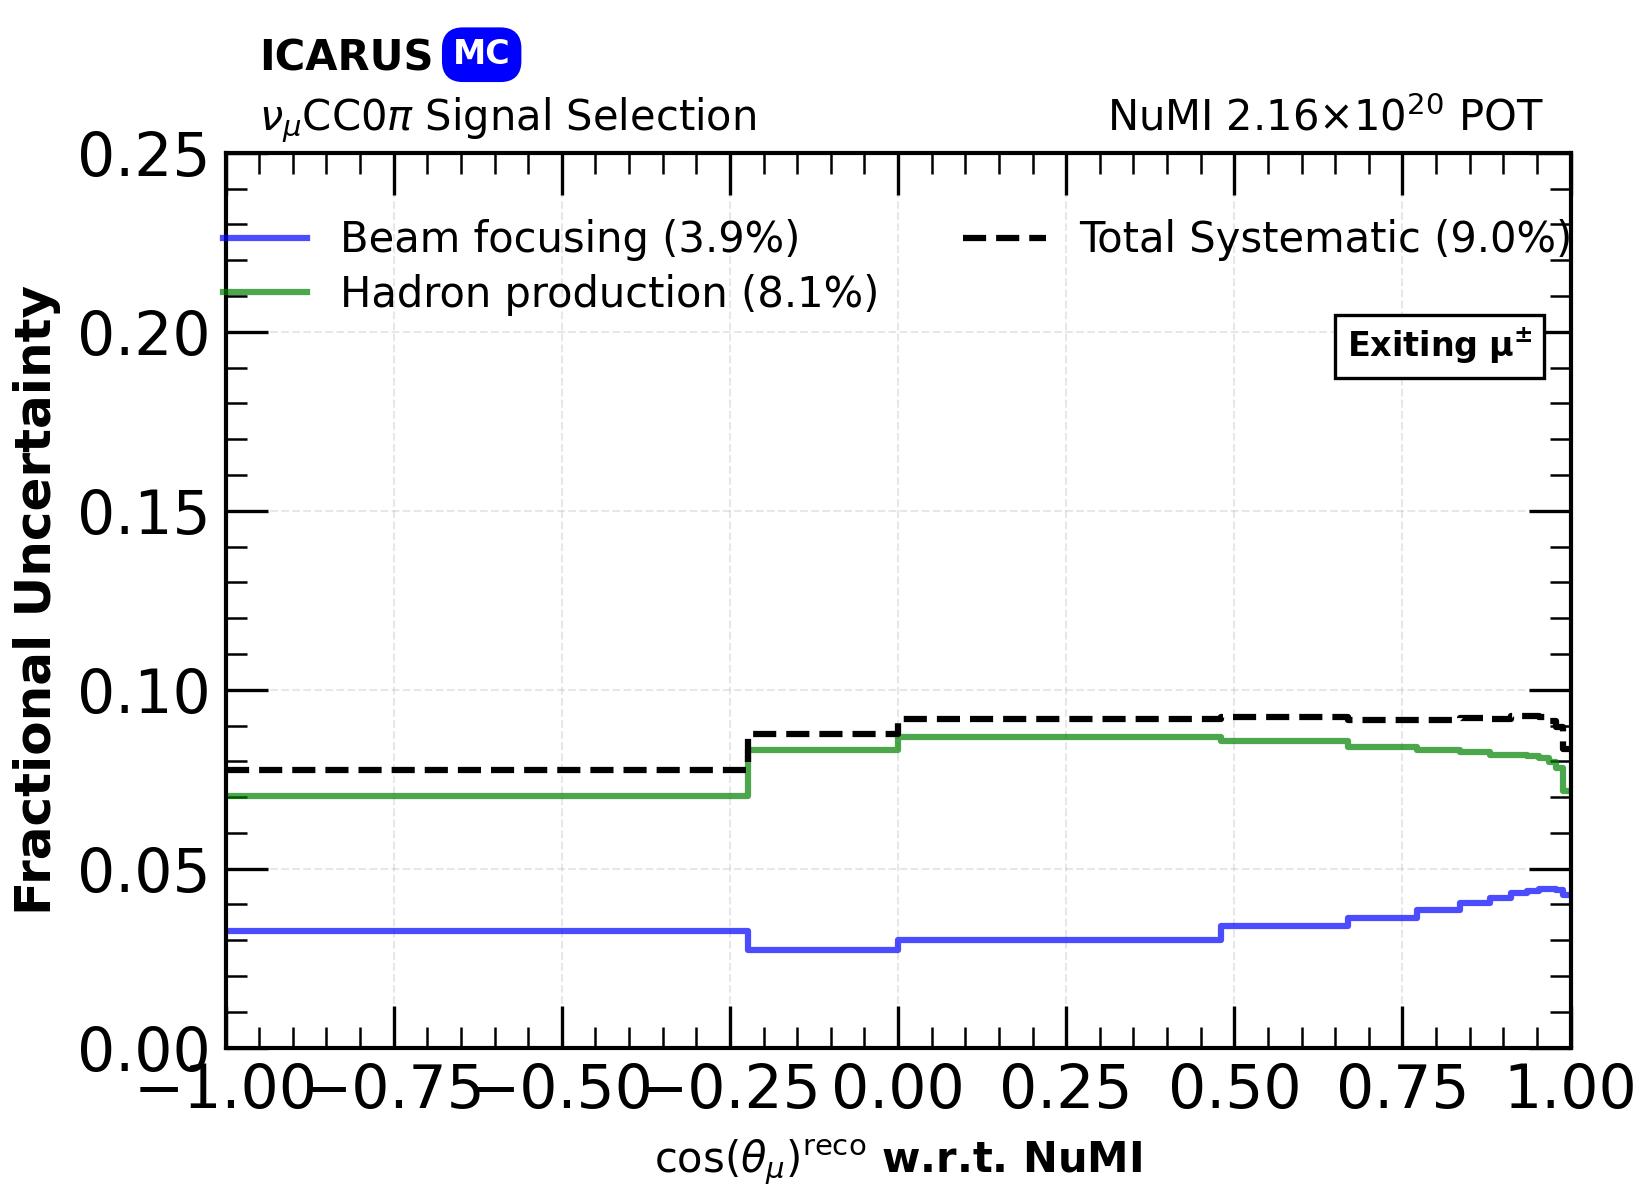 ICARUS MC
νμCC0π Signal Selection NuMI 2.16×10²⁰ POT
0.25
Beam focusing (3.9%) Total Systematic (9.0%)
Hadron production (8.1%)
0.20
Exiting μ±
0.15
0.10
0.05
0.00
Fractional Uncertainty
−1.00 −0.75 −0.50 −0.25 0.00 0.25 0.50 0.75 1.00
cos(θμ)reco w.r.t. NuMI